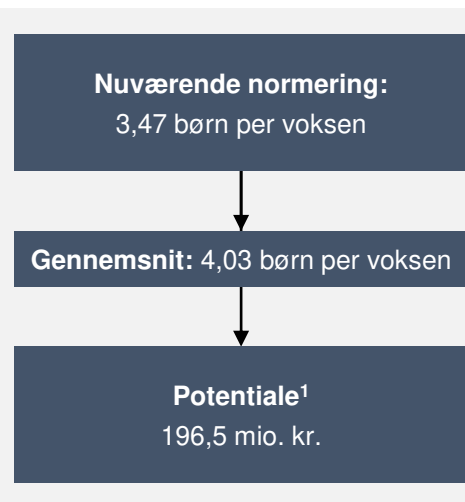 Nuværende normering:
3,47 børn per voksen
Gennemsnit: 4,03 børn per voksen
Potentiale¹
196,5 mio. kr.